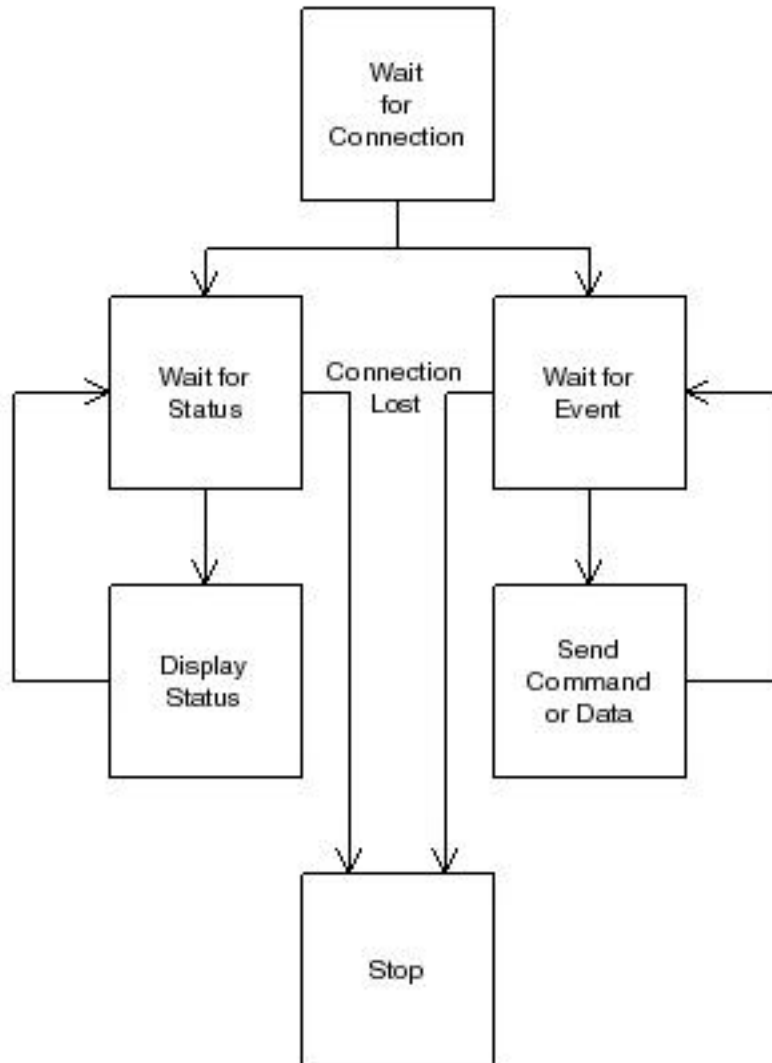 Wait
for
Connection
Wait for
Status
Connection
Lost
Wait for
Event
Display
Status
Send
Command
or Data
Stop